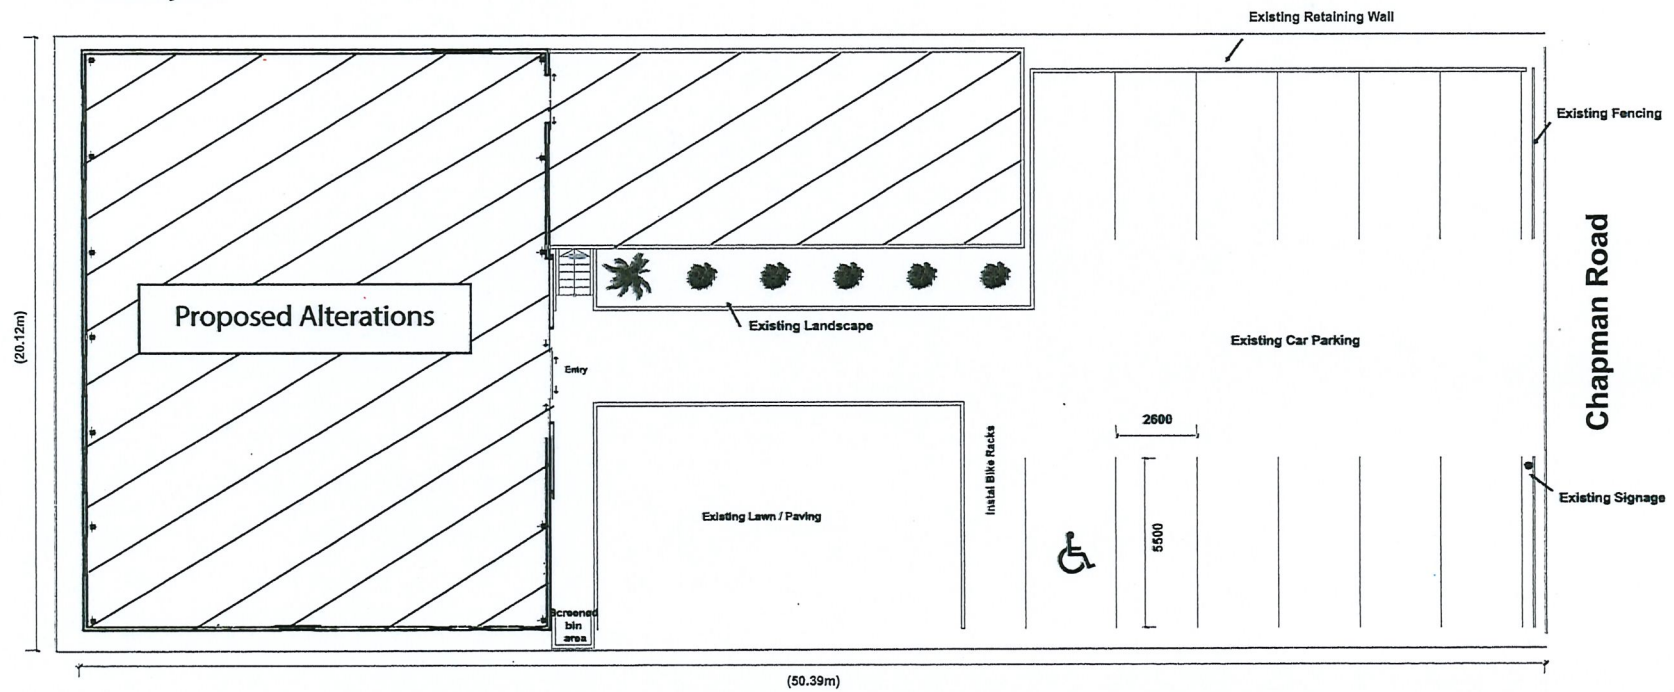 Existing Retaining Wall
Existing Fencing
Chapman Road
(20.12m)
Proposed Alterations
Existing Landscape
Existing Car Parking
Entry
2600
Instal Bike Racks
Existing Signage
Existing Lawn / Paving
5500
Screened
bin
area
(50.39m)